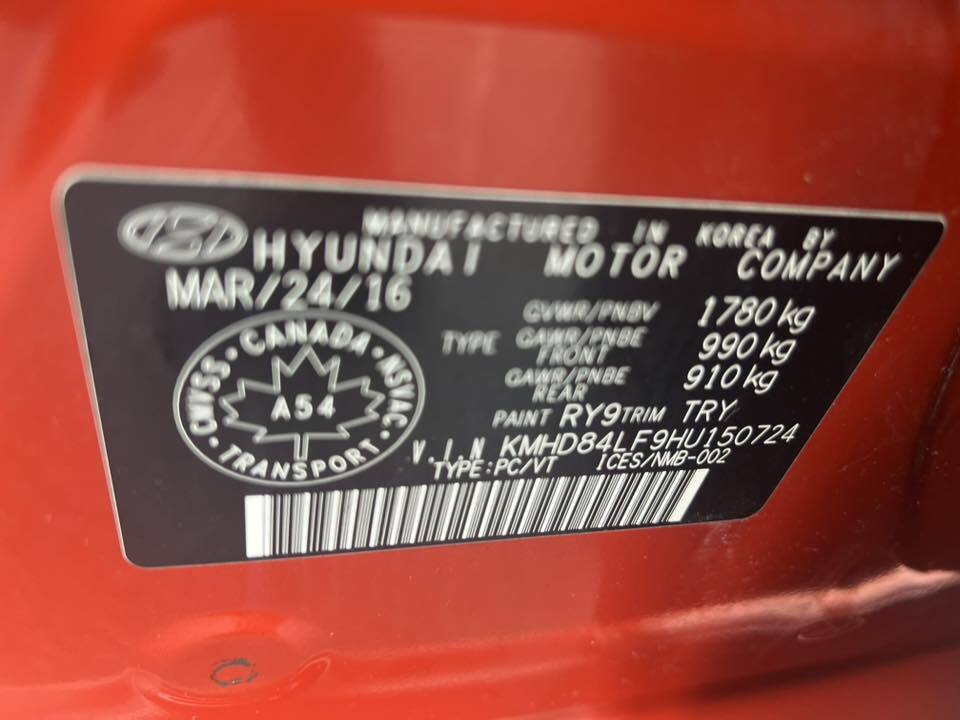 MANUFACTURED IN KOREA BY
HYUNDAI MOTOR COMPANY
MAR/24/16
GVWR/PNBV 1780 kg
TYPE GAWR/PNBE FRONT 990 kg
GAWR/PNBE REAR 910 kg
PAINT RY9 TRIM TRY
V.I.N KMHD84LF9HU150724
TYPE:PC/VT ICES/NMB-002
CANADA
CMVSS · NSVAC
A54
TRANSPORT